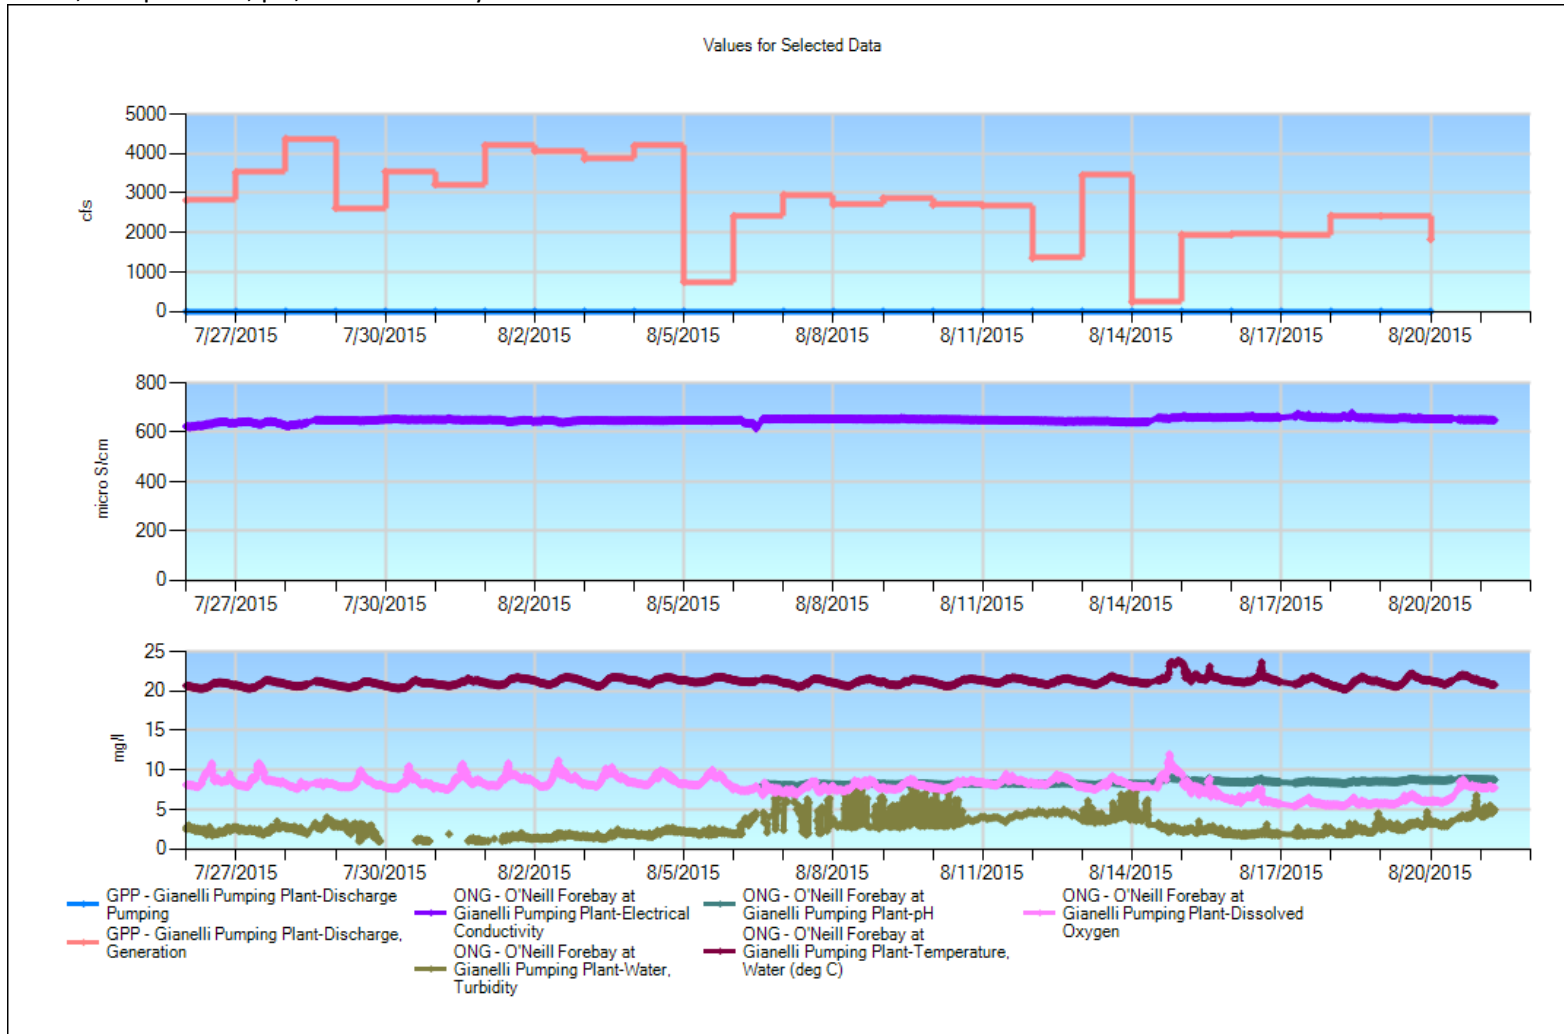 Values for Selected Data
5000
4000
3000
2000
1000
0
cfs
7/27/2015 7/30/2015 8/2/2015 8/5/2015 8/8/2015 8/11/2015 8/14/2015 8/17/2015 8/20/2015
800
600
400
200
0
micro S/cm
7/27/2015 7/30/2015 8/2/2015 8/5/2015 8/8/2015 8/11/2015 8/14/2015 8/17/2015 8/20/2015
25
20
15
10
5
0
mg/l
7/27/2015 7/30/2015 8/2/2015 8/5/2015 8/8/2015 8/11/2015 8/14/2015 8/17/2015 8/20/2015
GPP - Gianelli Pumping Plant-Discharge
Pumping
GPP - Gianelli Pumping Plant-Discharge,
Generation
ONG - O'Neill Forebay at
Gianelli Pumping Plant-Electrical
Conductivity
ONG - O'Neill Forebay at
Gianelli Pumping Plant-Water,
Turbidity
ONG - O'Neill Forebay at
Gianelli Pumping Plant-pH
ONG - O'Neill Forebay at
Gianelli Pumping Plant-Temperature,
Water (deg C)
ONG - O'Neill Forebay at
Gianelli Pumping Plant-Dissolved
Oxygen